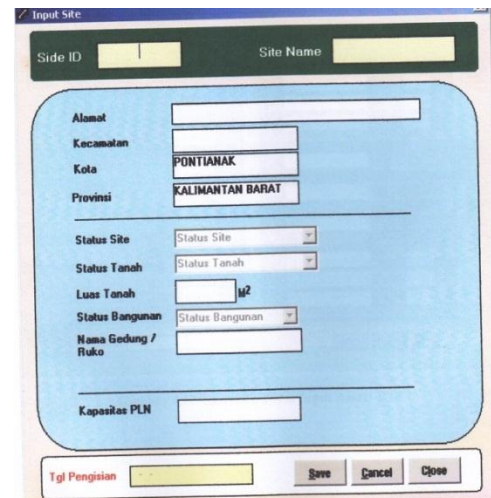 Input Site
Side ID
Site Name
Alamat
Kecamatan
Kota PONTIANAK
Provinsi KALIMANTAN BARAT
Status Site Status Site
Status Tanah Status Tanah
Luas Tanah M2
Status Bangunan Status Bangunan
Nama Gedung /
Ruko
Kapasitas PLN
Tgl Pengisian - - Save Cancel Close